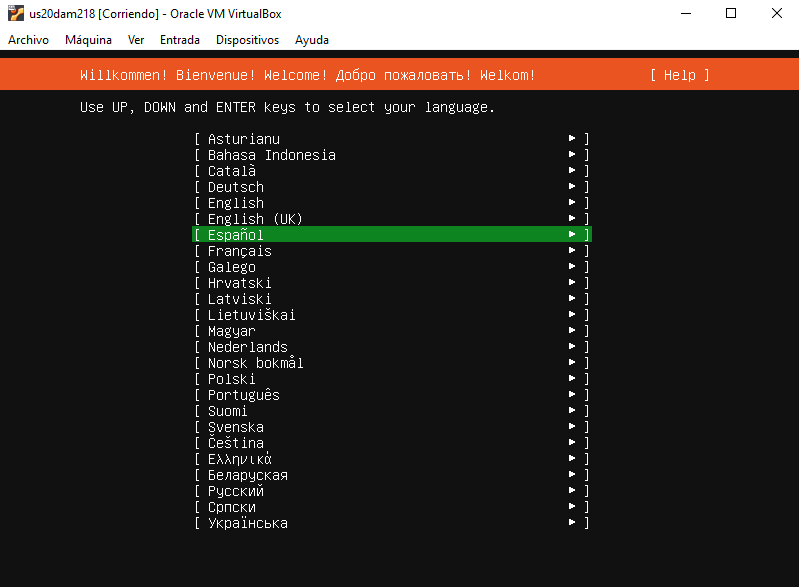 us20dam218 [Corriendo] - Oracle VM VirtualBox
Archivo Máquina Ver Entrada Dispositivos Ayuda
Willkommen! Bienvenue! Welcome! Добро пожаловать! Welkom! [ Help ]
Use UP, DOWN and ENTER keys to select your language.
[ Asturianu ▸ ]
[ Bahasa Indonesia ▸ ]
[ Català ▸ ]
[ Deutsch ▸ ]
[ English ▸ ]
[ English (UK) ▸ ]
[ Español ▸ ]
[ Français ▸ ]
[ Galego ▸ ]
[ Hrvatski ▸ ]
[ Latviski ▸ ]
[ Lietuviškai ▸ ]
[ Magyar ▸ ]
[ Nederlands ▸ ]
[ Norsk bokmål ▸ ]
[ Polski ▸ ]
[ Português ▸ ]
[ Suomi ▸ ]
[ Svenska ▸ ]
[ Čeština ▸ ]
[ Ελληνικά ▸ ]
[ Беларуская ▸ ]
[ Русский ▸ ]
[ Српски ▸ ]
[ Українська ▸ ]